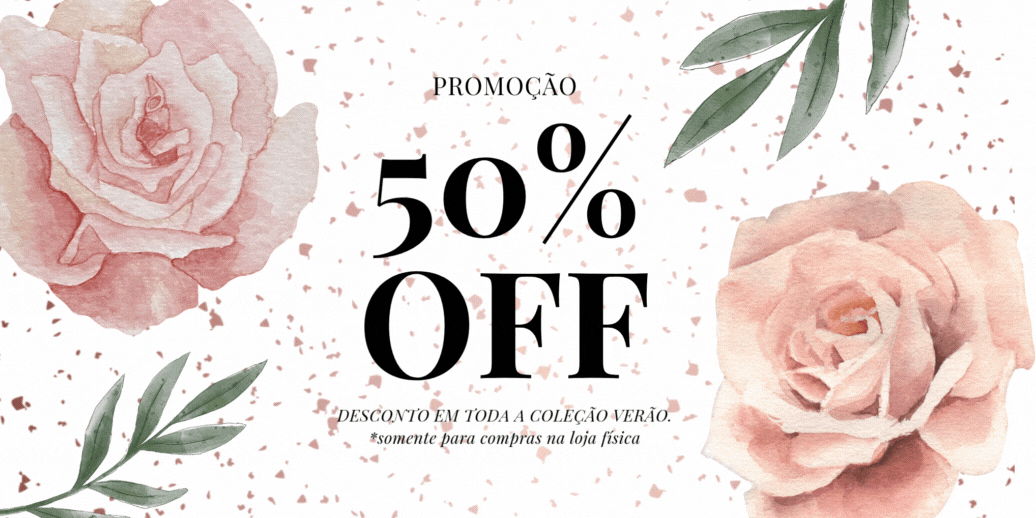 PROMOÇÃO
50%
OFF
DESCONTO EM TODA A COLEÇÃO VERÃO.
*somente para compras na loja física